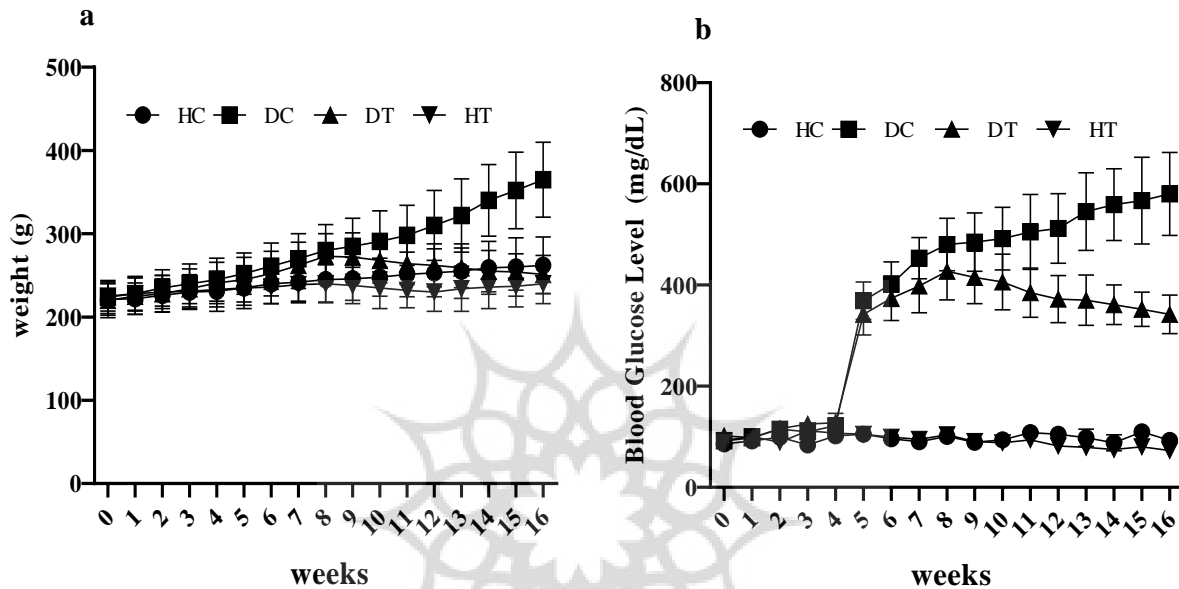 a
weight (g)
500
400
300
200
100
0
HC DC DT HT
0 1 2 3 4 5 6 7 8 9 10 11 12 13 14 15 16
weeks
b
Blood Glucose Level (mg/dL)
800
600
400
200
0
HC DC DT HT
0 1 2 3 4 5 6 7 8 9 10 11 12 13 14 15 16
weeks